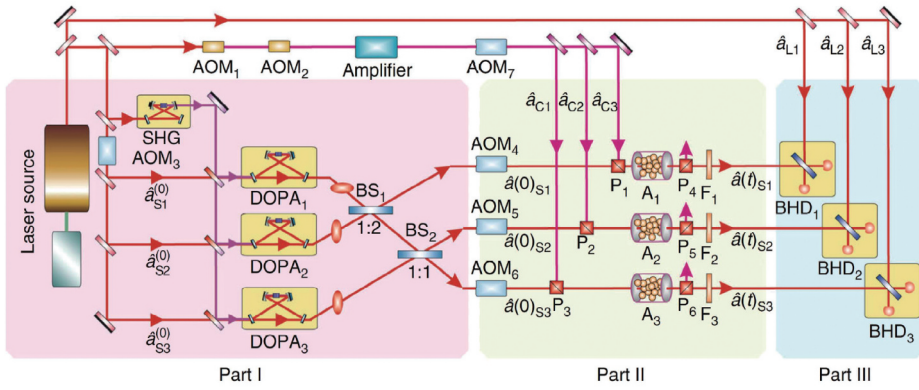 â_L1 â_L2 â_L3
AOM₁ AOM₂ Amplifier AOM₇
â_C1 â_C2 â_C3
Laser source
SHG
AOM₃
â_S1^(0)
DOPA₁
BS₁
1:2
â_S2^(0)
DOPA₂
BS₂
1:1
â_S3^(0)
DOPA₃
AOM₄
â(0)_S1
P₁ A₁ P₄ F₁ â(t)_S1
BHD₁
AOM₅
â(0)_S2
P₂ A₂ P₅ F₂ â(t)_S2
BHD₂
AOM₆
â(0)_S3
P₃ A₃ P₆ F₃ â(t)_S3
BHD₃
Part I Part II Part III